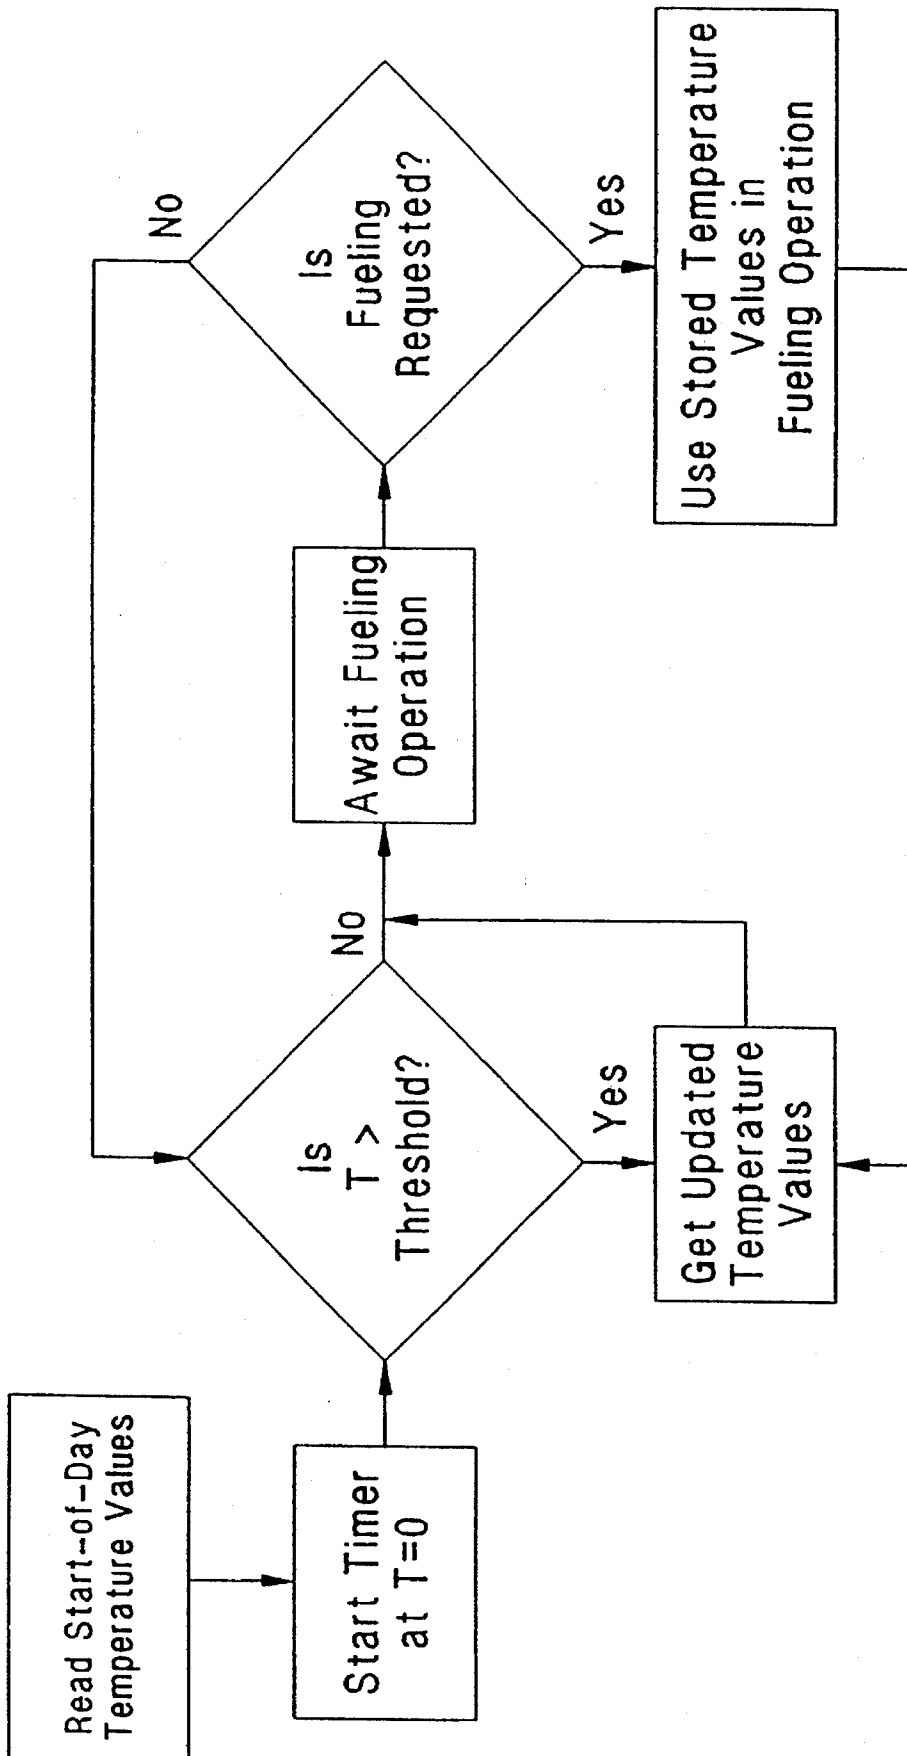 Read Start-of-Day
Temperature Values
Start Timer
at T=0
Is
T >
Threshold?
No
Yes
Get Updated
Temperature
Values
Await Fueling
Operation
Is
Fueling
Requested?
No
Yes
Use Stored Temperature
Values in
Fueling Operation